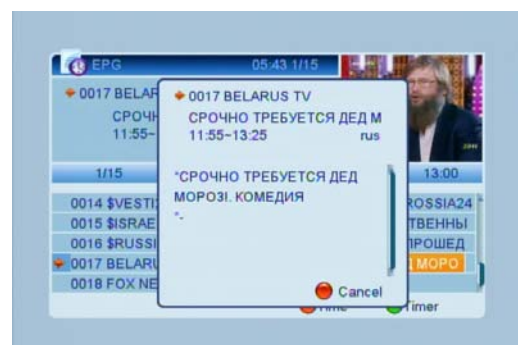 EPG 05:43 1/15
0017 BELAR
СРОЧН
11:55-
0017 BELARUS TV
СРОЧНО ТРЕБУЕТСЯ ДЕД М
11:55-13:25 rus
1/15 13:00
"СРОЧНО ТРЕБУЕТСЯ ДЕД
МОРОЗІ. КОМЕДИЯ
"-
0014 $VESTI ROSSIA24
0015 $ISRAE ТВЕННЫ
0016 $RUSSI ПРОШЕД
0017 BELARU МОРО
0018 FOX NE
Cancel
Timer